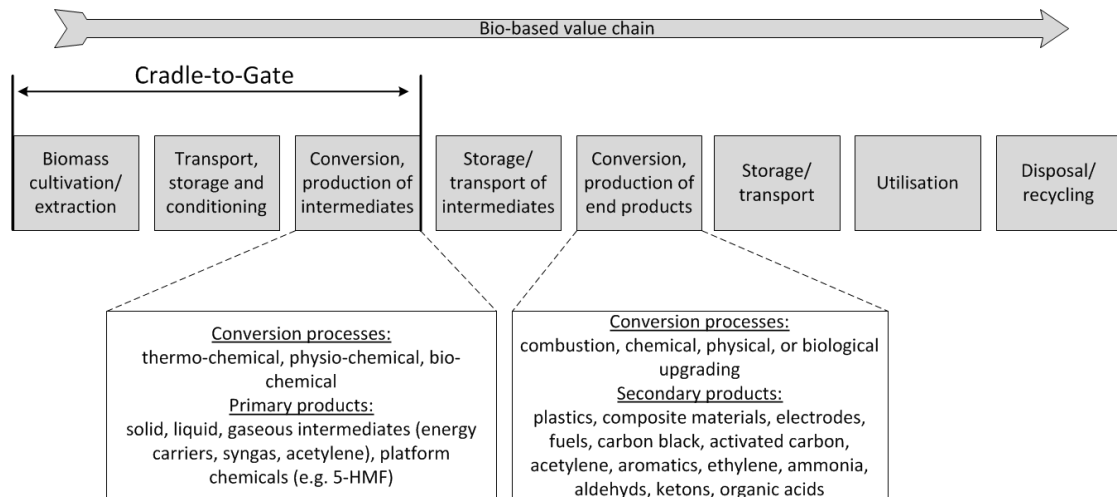 Bio-based value chain
Cradle-to-Gate
Biomass
cultivation/
extraction
Transport,
storage and
conditioning
Conversion,
production of
intermediates
Storage/
transport of
intermediates
Conversion,
production of
end products
Storage/
transport
Utilisation
Disposal/
recycling
Conversion processes:
thermo-chemical, physio-chemical, bio-
chemical
Primary products:
solid, liquid, gaseous intermediates (energy
carriers, syngas, acetylene), platform
chemicals (e.g. 5-HMF)
Conversion processes:
combustion, chemical, physical, or biological
upgrading
Secondary products:
plastics, composite materials, electrodes,
fuels, carbon black, activated carbon,
acetylene, aromatics, ethylene, ammonia,
aldehyds, ketons, organic acids